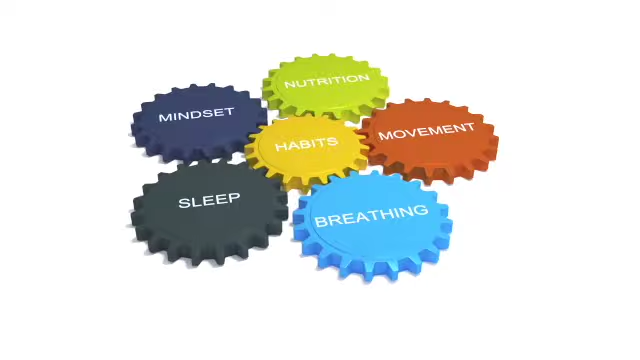 NUTRITION
MINDSET
MOVEMENT
HABITS
SLEEP
BREATHING